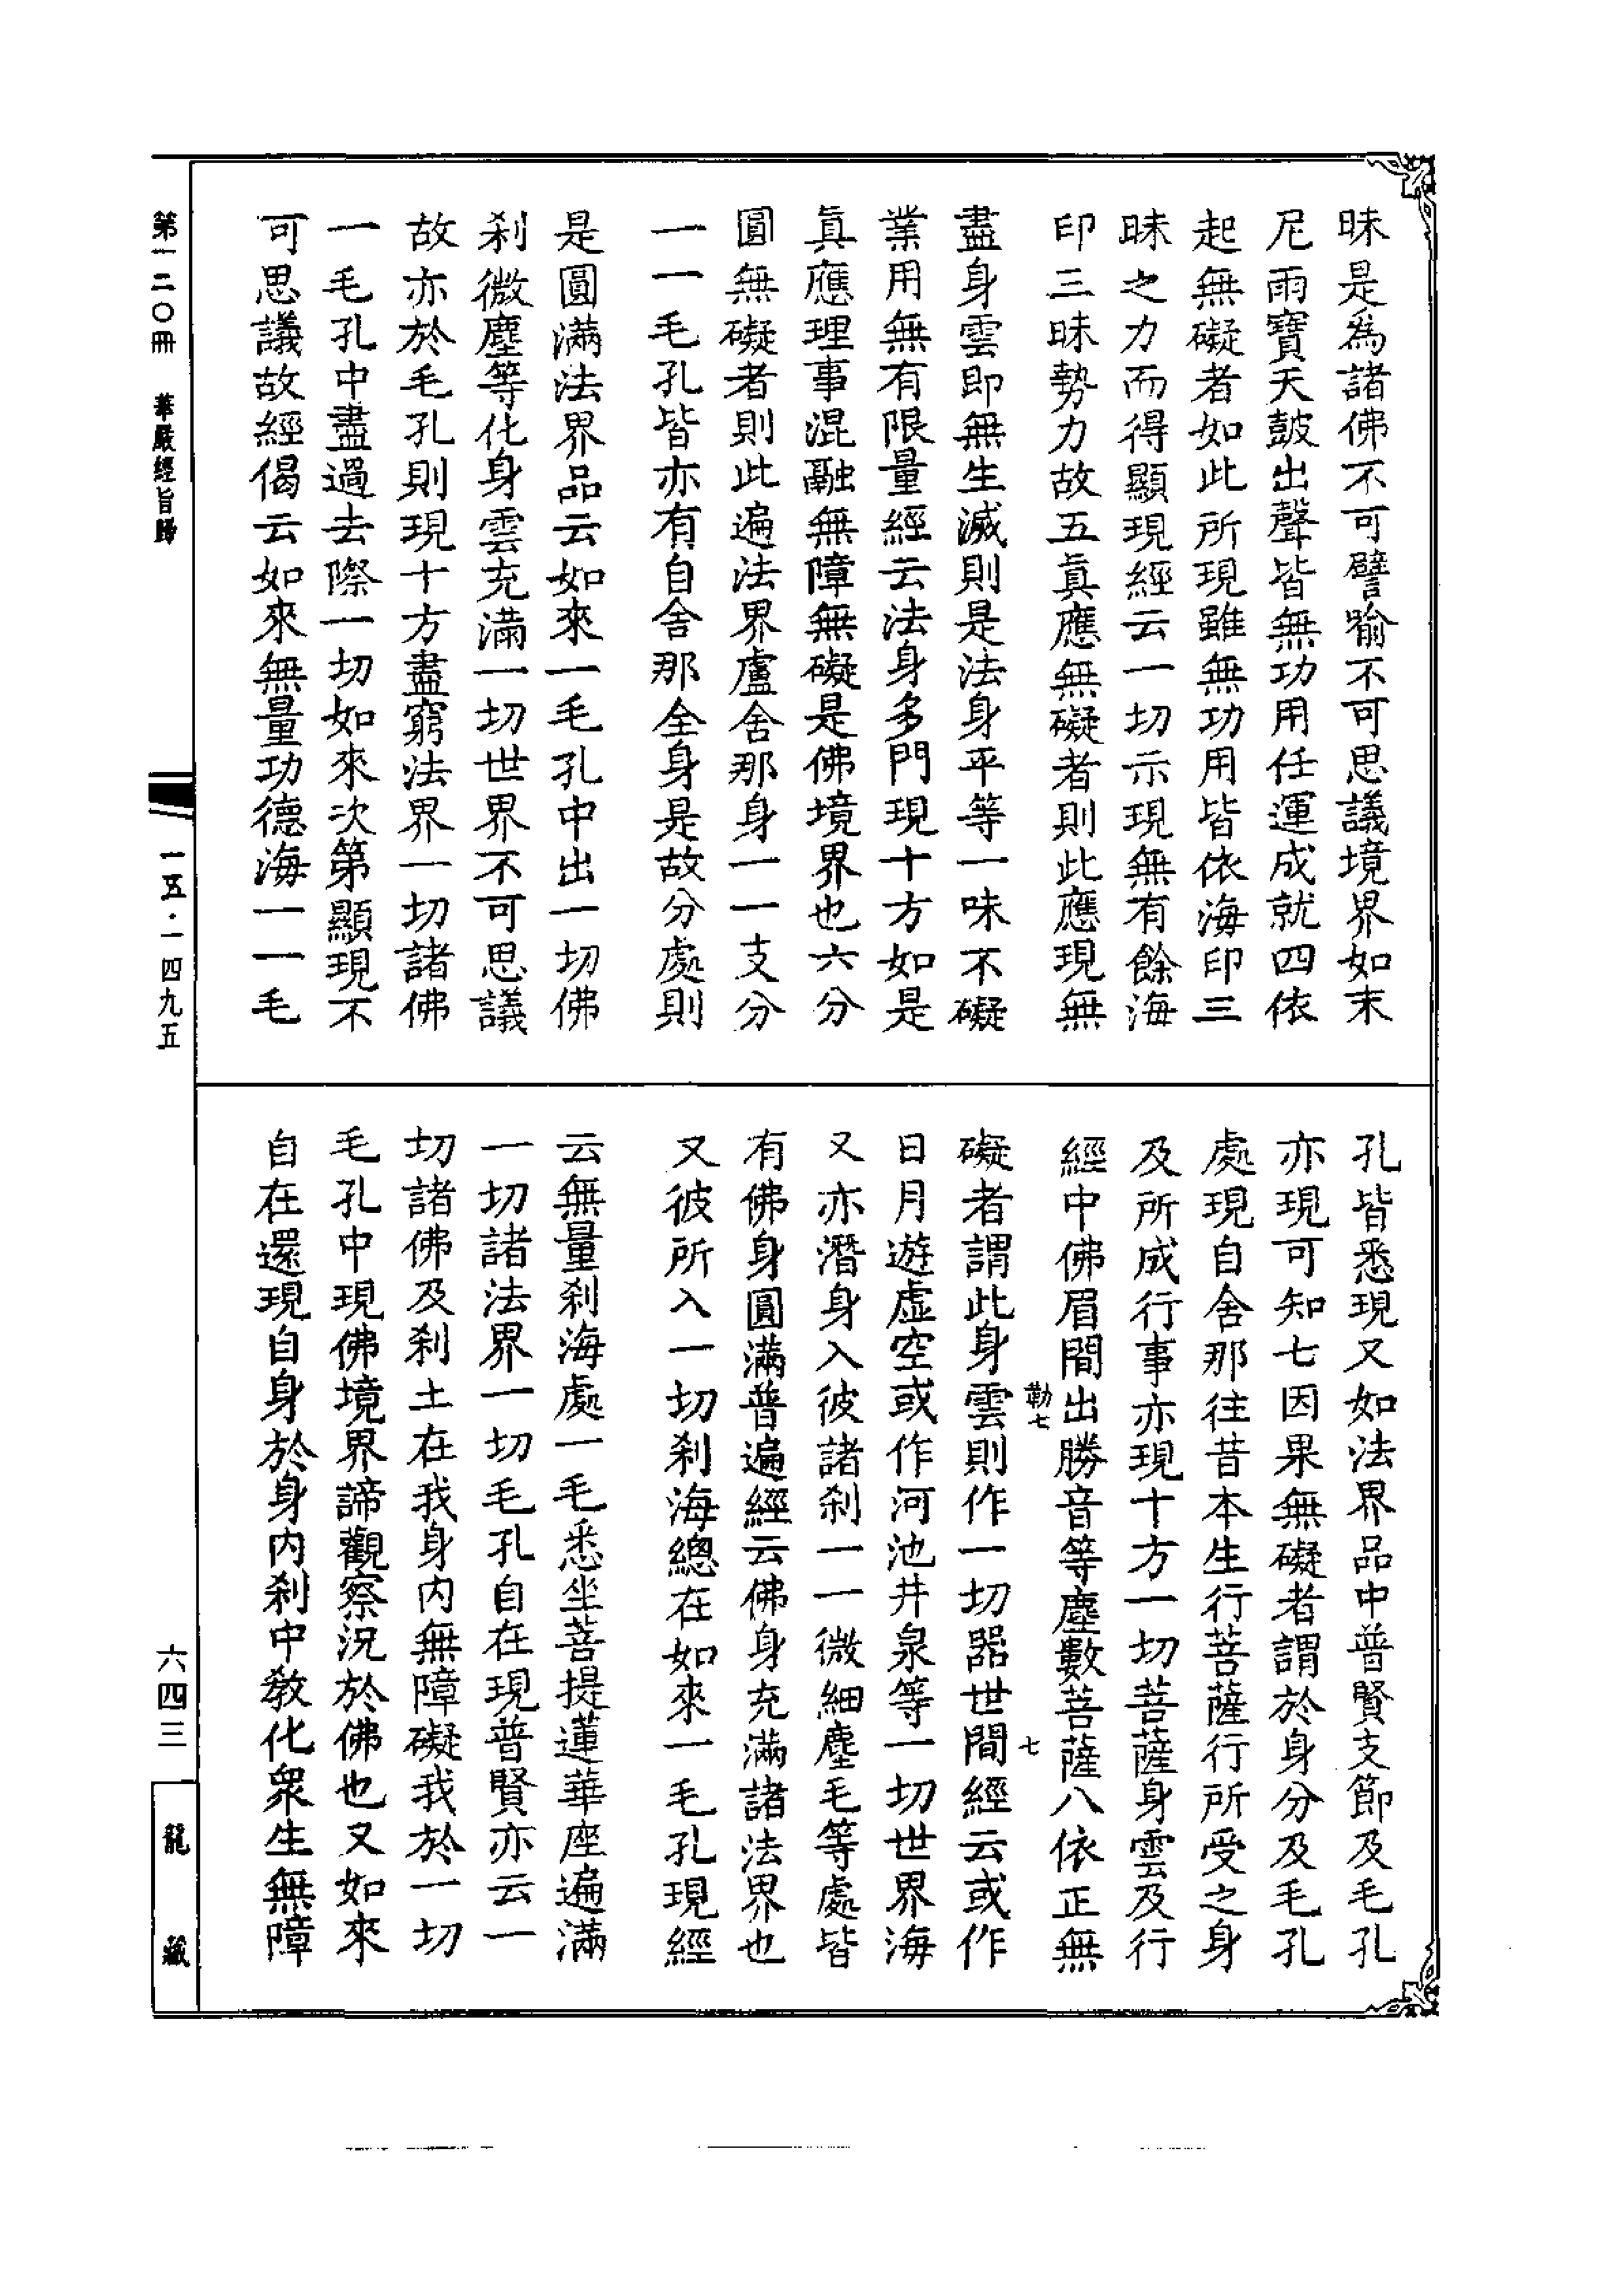 昧是爲諸佛不可譬喻不可思議境界如末
尼雨寶天鼓出聲皆無功用任運成就四依
起無礙者如此所現雖無功用皆依海印三
昧之力而得顯現經云一切示現無有餘海
印三昧勢力故五真應無礙者則此應現無
盡身雲即無生滅則是法身平等一味不礙
業用無有限量經云法身多門現十方如是
真應理事混融無障無礙是佛境界也六分
圓無礙者則此遍法界盧舍那身一一支分
一一毛孔皆亦有自舍那全身是故分處則
是圓滿法界品云如來一毛孔中出一切佛
刹微塵等化身雲充滿一切世界不可思議
故亦於毛孔則現十方盡窮法界一切諸佛
一毛孔中盡過去際一切如來次第顯現不
可思議故經偈云如來無量功德海一一毛
孔皆悉現又如法界品中普賢支節及毛孔
亦現可知七因果無礙者謂於身分及毛孔
處現自舍那往昔本生行菩薩行所受之身
及所成行事亦現十方一切菩薩身雲及行
經中佛眉間出勝音等塵數菩薩八依正無
勒七
七
礙者謂此身雲則作一切器世間經云或作
日月遊虛空或作河池井泉等一切世界海
又亦潛身入彼諸刹一一微細塵毛等處皆
有佛身圓滿普遍經云佛身充滿諸法界也
又彼所入一切刹海總在如來一毛孔現經
云無量刹海處一毛悉坐菩提蓮華座遍滿
一切諸法界一切毛孔自在現普賢亦云一
切諸佛及刹土在我身内無障礙我於一切
毛孔中現佛境界諦觀察況於佛也又如來
自在還現自身於身内刹中教化衆生無障
第一二〇冊 華嚴經旨歸
一五·一四九五
六四三
龍藏